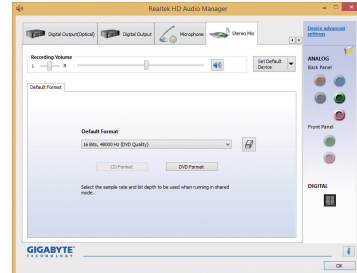 Realtek HD Audio Manager
Digital Output(Optical)
Digital Output
Microphone
Stereo Mix
Device advanced
settings
Recording Volume
L
R
Set Default
Device
ANALOG
Back Panel
Default Format
Default Format
16 Bits, 48000 Hz (DVD Quality)
CD Format
DVD Format
Select the sample rate and bit depth to be used when running in shared
mode.
Front Panel
DIGITAL
GIGABYTE
TECHNOLOGY
OK